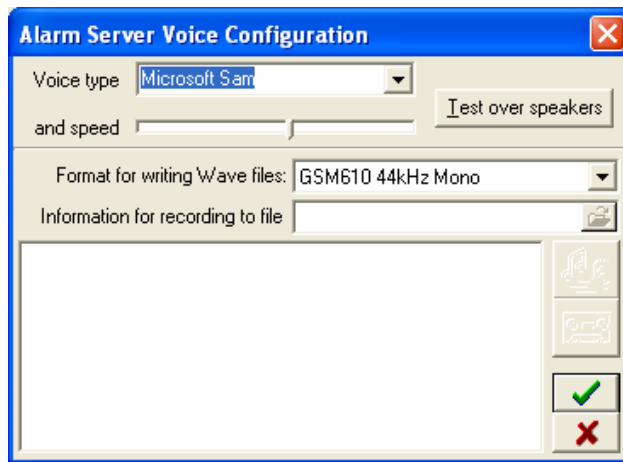 Alarm Server Voice Configuration
Voice type Microsoft Sam
Test over speakers
and speed
Format for writing Wave files: GSM610 44kHz Mono
Information for recording to file